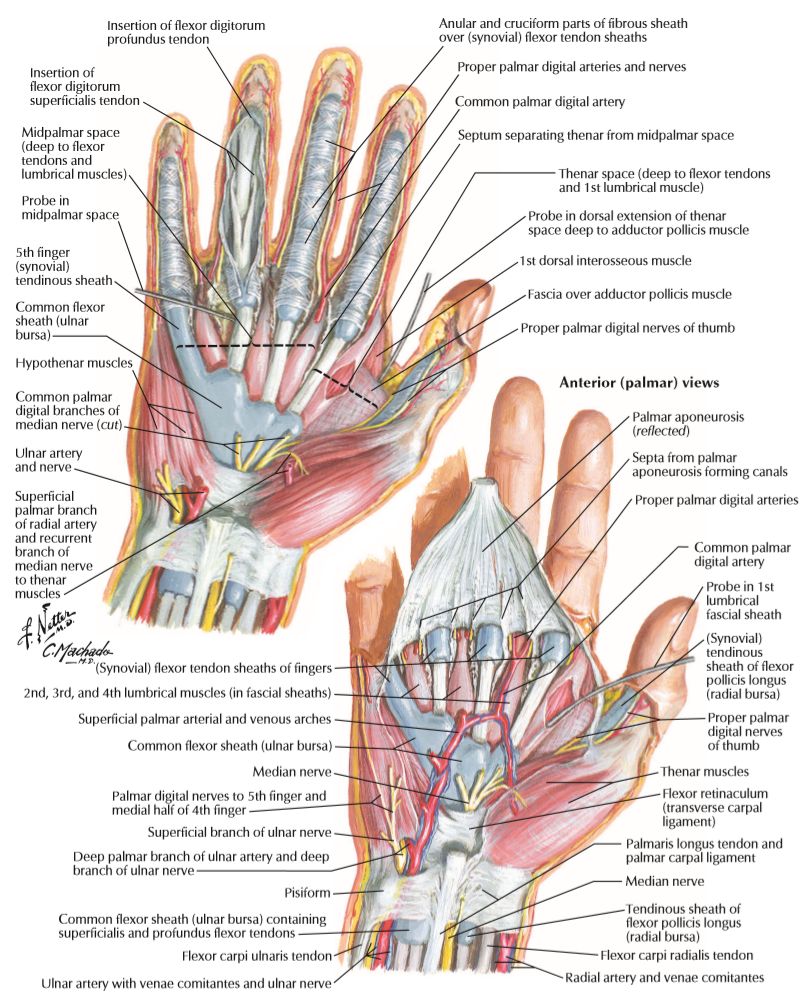 Insertion of flexor digitorum
profundus tendon
Anular and cruciform parts of fibrous sheath
over (synovial) flexor tendon sheaths
Insertion of
flexor digitorum
superficialis tendon
Proper palmar digital arteries and nerves
Common palmar digital artery
Midpalmar space
(deep to flexor
tendons and
lumbrical muscles)
Septum separating thenar from midpalmar space
Thenar space (deep to flexor tendons
and 1st lumbrical muscle)
Probe in
midpalmar space
Probe in dorsal extension of thenar
space deep to adductor pollicis muscle
5th finger
(synovial)
tendinous sheath
1st dorsal interosseous muscle
Common flexor
sheath (ulnar
bursa)
Fascia over adductor pollicis muscle
Proper palmar digital nerves of thumb
Hypothenar muscles
Anterior (palmar) views
Common palmar
digital branches of
median nerve (cut)
Palmar aponeurosis
(reflected)
Ulnar artery
and nerve
Septa from palmar
aponeurosis forming canals
Superficial
palmar branch
of radial artery
and recurrent
branch of
median nerve
to thenar
muscles
Proper palmar digital arteries
Common palmar
digital artery
Probe in 1st
lumbrical
fascial sheath
F. Netter
M.D.
C. Machado
M.D.
(Synovial)
tendinous
sheath of flexor
pollicis longus
(radial bursa)
(Synovial) flexor tendon sheaths of fingers
2nd, 3rd, and 4th lumbrical muscles (in fascial sheaths)
Superficial palmar arterial and venous arches
Proper palmar
digital nerves
of thumb
Common flexor sheath (ulnar bursa)
Median nerve
Thenar muscles
Palmar digital nerves to 5th finger and
medial half of 4th finger
Flexor retinaculum
(transverse carpal
ligament)
Superficial branch of ulnar nerve
Palmaris longus tendon and
palmar carpal ligament
Deep palmar branch of ulnar artery and deep
branch of ulnar nerve
Median nerve
Pisiform
Tendinous sheath of
flexor pollicis longus
(radial bursa)
Common flexor sheath (ulnar bursa) containing
superficialis and profundus flexor tendons
Flexor carpi ulnaris tendon
Flexor carpi radialis tendon
Ulnar artery with venae comitantes and ulnar nerve
Radial artery and venae comitantes